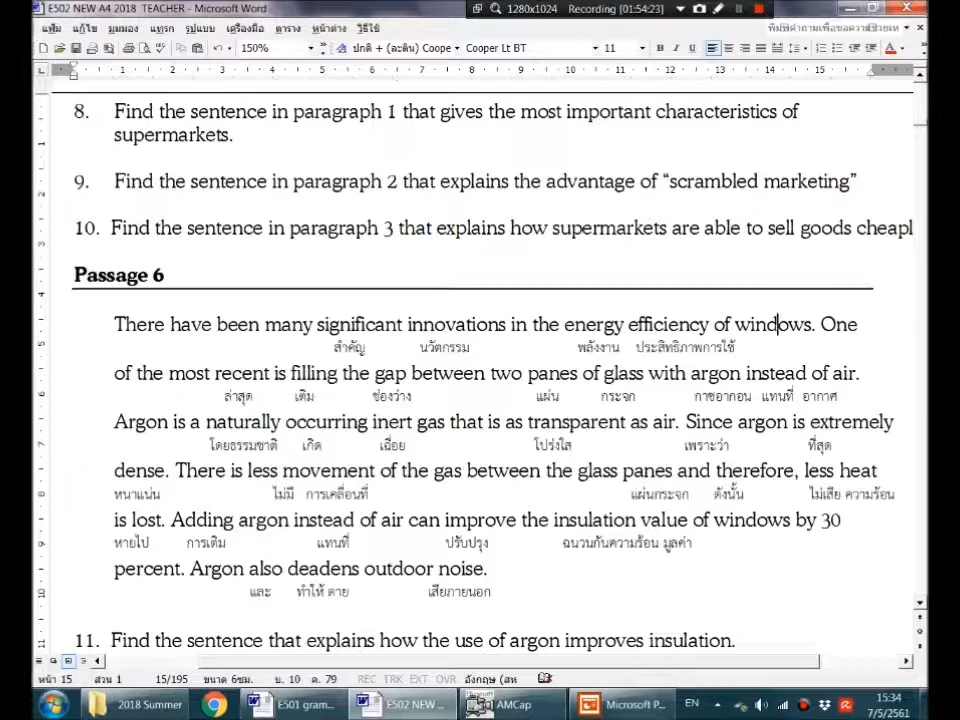 E502 NEW A4 2018 TEACHER - Microsoft Word
1280x1024 Recording [01:54:23]
แฟ้ม แก้ไข มุมมอง แทรก รูปแบบ เครื่องมือ ตาราง หน้าต่าง วิธีใช้ พิมพ์คำถามเพื่อขอความช่วยเหลือ
150% ปกติ + (ละติน) Coope Cooper Lt BT 11 B I U
1 2 3 4 5 6 7 8 9 10 11 12 13 14 15
8. Find the sentence in paragraph 1 that gives the most important characteristics of
supermarkets.
9. Find the sentence in paragraph 2 that explains the advantage of “scrambled marketing”
10. Find the sentence in paragraph 3 that explains how supermarkets are able to sell goods cheapl
Passage 6
There have been many significant innovations in the energy efficiency of windows. One
สำคัญ นวัตกรรม พลังงาน ประสิทธิภาพการใช้
of the most recent is filling the gap between two panes of glass with argon instead of air.
ล่าสุด เติม ช่องว่าง แผ่น กระจก กาซอากอน แทนที่ อากาศ
Argon is a naturally occurring inert gas that is as transparent as air. Since argon is extremely
โดยธรรมชาติ เกิด เฉื่อย โปร่งใส เพราะว่า ที่สุด
dense. There is less movement of the gas between the glass panes and therefore, less heat
หนาแน่น ไม่มี การเคลื่อนที่ แผ่นกระจก ดังนั้น ไม่เสีย ความร้อน
is lost. Adding argon instead of air can improve the insulation value of windows by 30
หายไป การเติม แทนที่ ปรับปรุง ฉนวนกันความร้อน มูลค่า
percent. Argon also deadens outdoor noise.
และ ทำให้ ตาย เสียภายนอก
11. Find the sentence that explains how the use of argon improves insulation.
หน้า 15 ส่วน 1 15/195 ขนาด 6ซม. บ. 10 ค. 79 REC TRK EXT OVR อังกฤษ (สห
2018 Summer E501 gram... E502 NEW ... AMCap Microsoft P... EN 15:34
7/5/2561